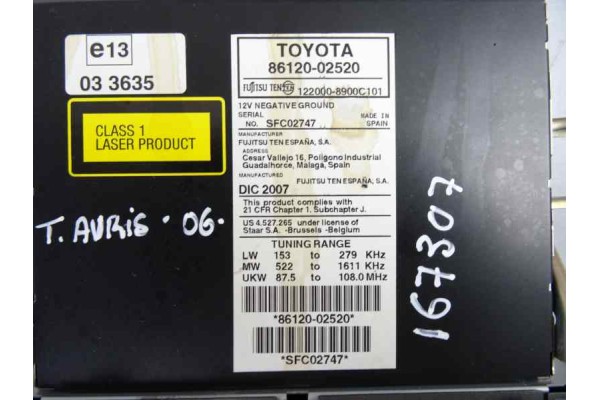 e13
03 3635
CLASS 1
LASER PRODUCT
T. AURIS - 06.
TOYOTA
86120-02520
FUJITSU TEN TEN 122000-8900C101
12V NEGATIVE GROUND
SERIAL
NO. SFC02747
MADE IN
SPAIN
MANUFACTURER
FUJITSU TEN ESPAÑA, S.A.
ADDRESS
Cesar Vallejo 16, Poligono Industrial
Guadalhorce, Malaga, Spain
MANUFACTURED FUJITSU TEN ESPAÑA, S.A.
DIC 2007
This product complies with
21 CFR Chapter 1, Subchapter J.
US 4.527.265 under license of
Staar S.A. -Brussels -Belgium
TUNING RANGE
LW 153 to 279 KHz
MW 522 to 1611 KHz
UKW 87.5 to 108.0 MHz
*86120-02520*
*SFC02747*
167307